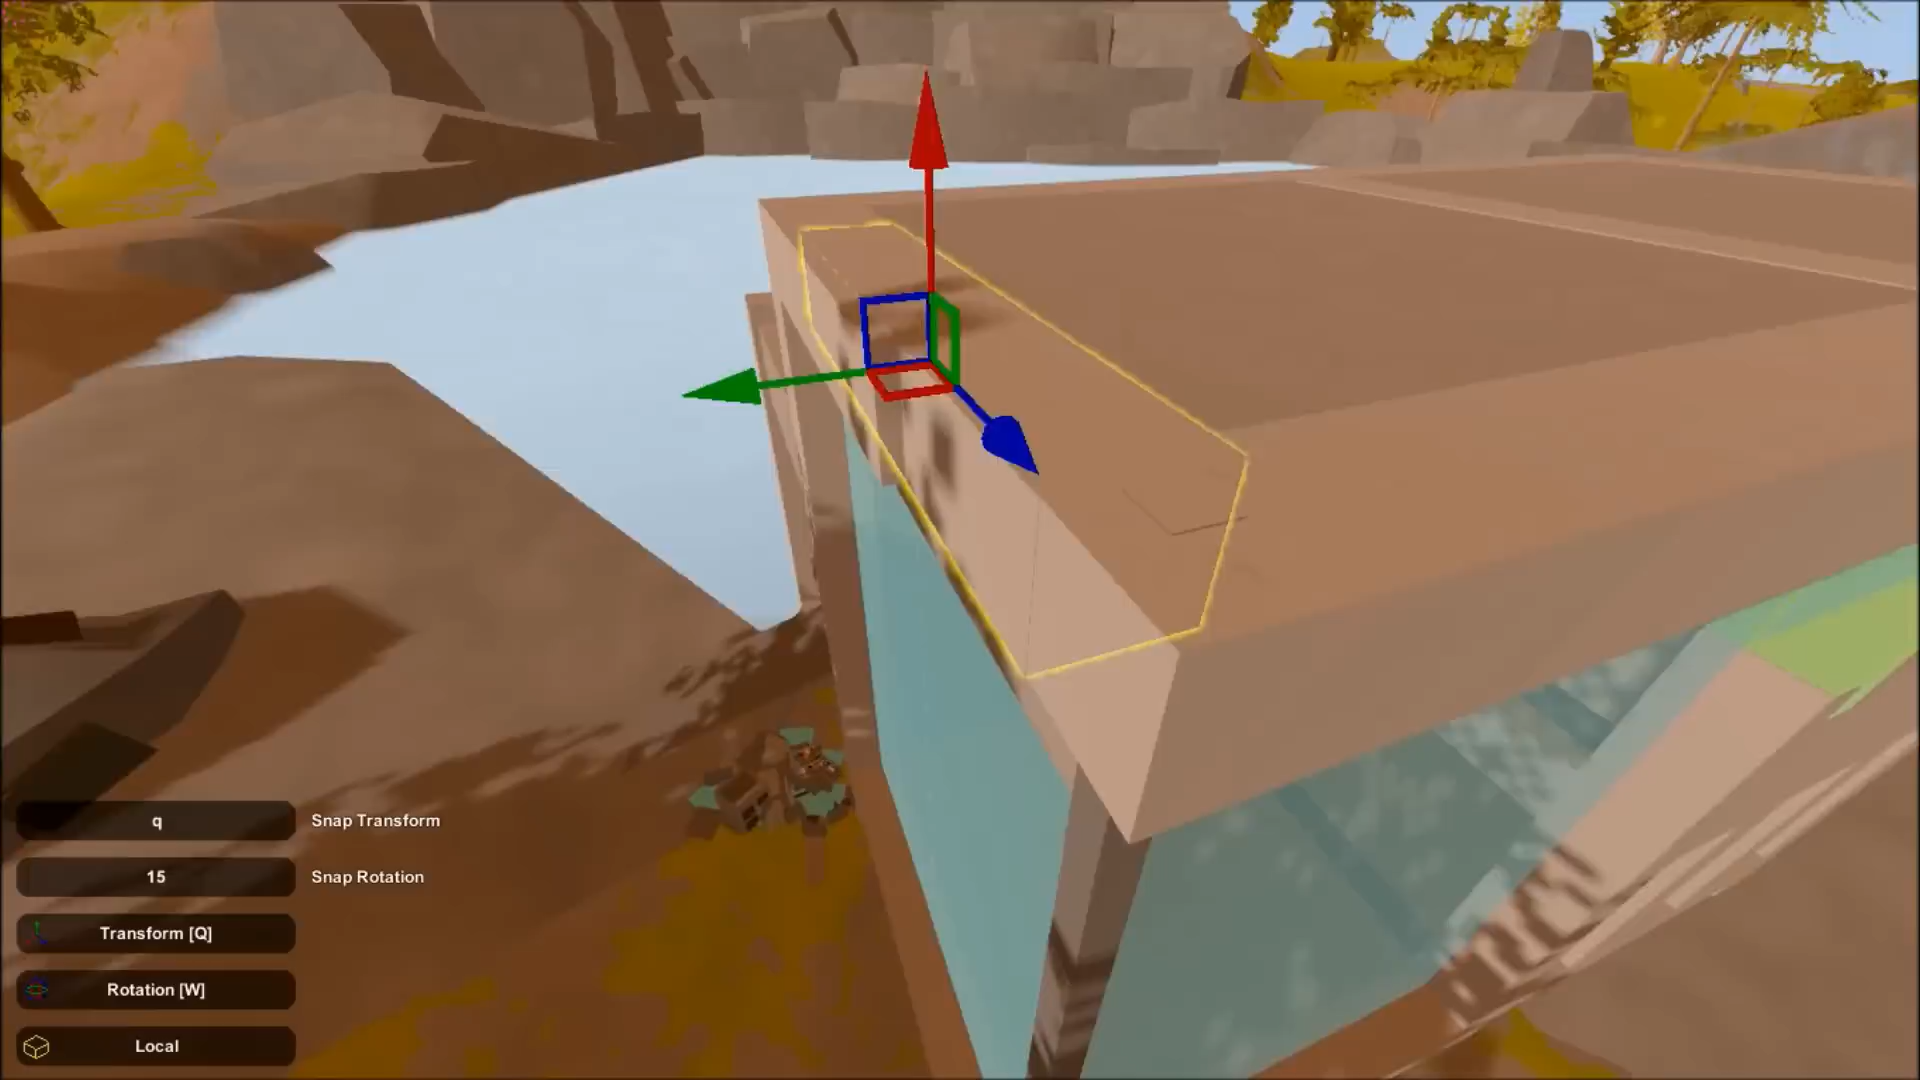 q Snap Transform
15 Snap Rotation
Transform [Q]
Rotation [W]
Local